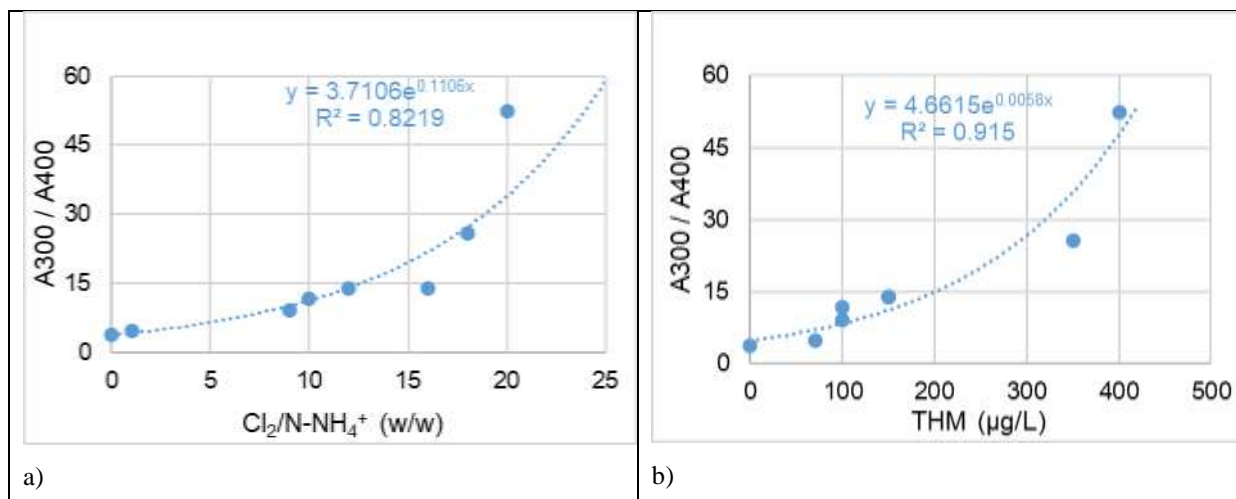 60
45
30
15
0
A300 / A400
y = 3.7106e^0.1106x
R² = 0.8219
0 5 10 15 20 25
Cl₂/N-NH₄⁺ (w/w)
a)
60
45
30
15
0
A300 / A400
y = 4.6615e^0.0058x
R² = 0.915
0 100 200 300 400 500
THM (µg/L)
b)